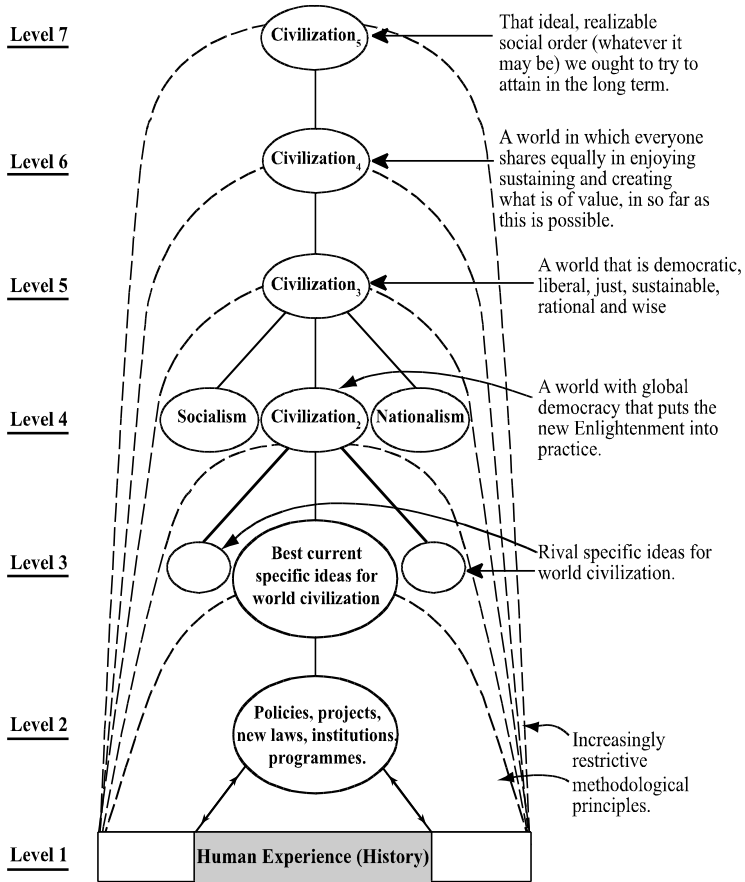 Level 7
Civilization5
That ideal, realizable
social order (whatever it
may be) we ought to try to
attain in the long term.
Level 6
Civilization4
A world in which everyone
shares equally in enjoying
sustaining and creating
what is of value, in so far as
this is possible.
Level 5
Civilization3
A world that is democratic,
liberal, just, sustainable,
rational and wise
Level 4
Socialism
Civilization2
Nationalism
A world with global
democracy that puts the
new Enlightenment into
practice.
Level 3
Best current
specific ideas for
world civilization
Rival specific ideas for
world civilization.
Level 2
Policies, projects,
new laws, institutions,
programmes.
Increasingly
restrictive
methodological
principles.
Level 1
Human Experience (History)